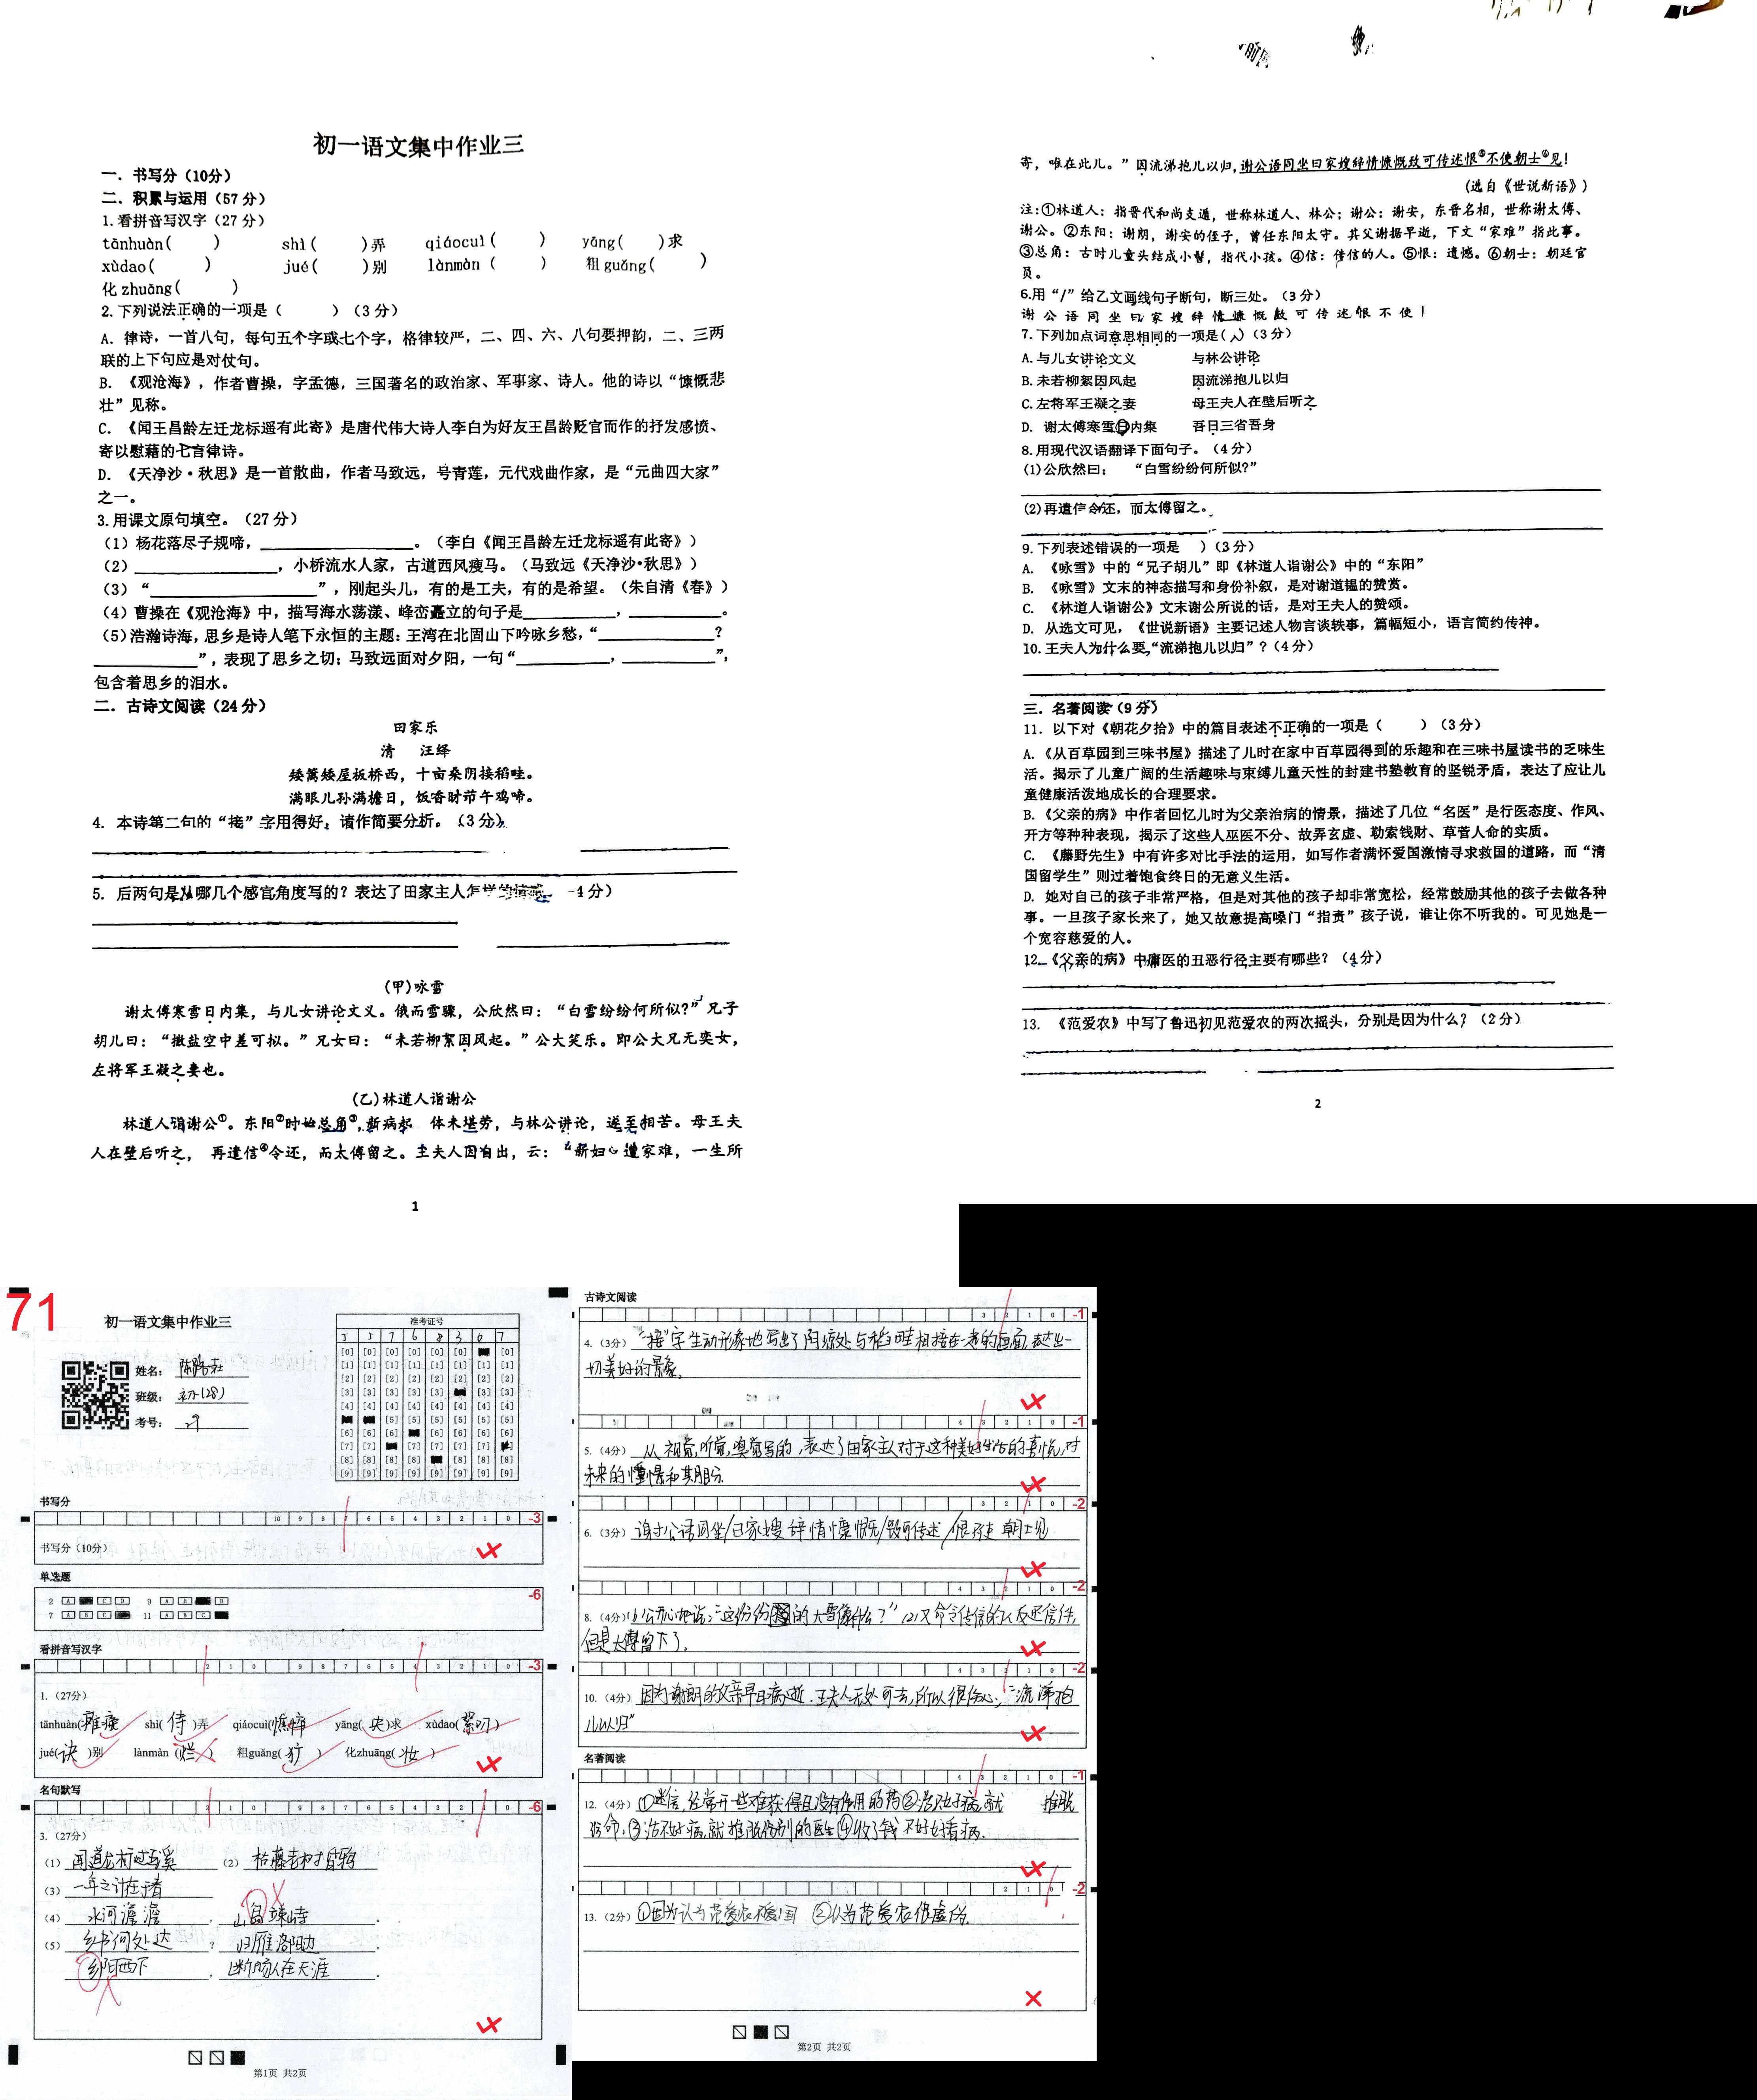 初一语文集中作业三
一．书写分（10分）
二．积累与运用（57 分）
1.看拼音写汉字（27 分）
tānhuàn(　　) shì (　　)弄 qiáocuì (　　) yāng(　　)求
xùdao(　　) jué(　　)别 lànmàn (　　) 粗 guǎng(　　)
化 zhuāng(　　)
2.下列说法正确的一项是（　　）（3 分）
A．律诗，一首八句，每句五个字或七个字，格律较严，二、四、六、八句要押韵，二、三两
联的上下句应是对仗句。
B．《观沧海》，作者曹操，字孟德，三国著名的政治家、军事家、诗人。他的诗以“慷慨悲
壮”见称。
C．《闻王昌龄左迁龙标遥有此寄》是唐代伟大诗人李白为好友王昌龄贬官而作的抒发感愤、
寄以慰藉的七言律诗。
D．《天净沙·秋思》是一首散曲，作者马致远，号青莲，元代戏曲作家，是“元曲四大家”
之一。
3.用课文原句填空。（27 分）
（1）杨花落尽子规啼，________。（李白《闻王昌龄左迁龙标遥有此寄》）
（2）________，小桥流水人家，古道西风瘦马。（马致远《天净沙·秋思》）
（3）“________”，刚起头儿，有的是工夫，有的是希望。（朱自清《春》）
（4）曹操在《观沧海》中，描写海水荡漾、峰峦矗立的句子是________，________。
（5）浩瀚诗海，思乡是诗人笔下永恒的主题：王湾在北固山下吟咏乡愁，“________？
________”，表现了思乡之切；马致远面对夕阳，一句“________，________”，
包含着思乡的泪水。
二．古诗文阅读（24 分）
田家乐
清　汪绎
矮篱矮屋板桥西，十亩桑阴接稻畦。
满眼儿孙满檐日，饭香时节午鸡啼。
4．本诗第二句的“接”字用得好，请作简要分析。（3 分）
5．后两句是从哪几个感官角度写的？表达了田家主人 4 分）
(甲)咏雪
谢太傅寒雪日内集，与儿女讲论文义。俄而雪骤，公欣然曰：“白雪纷纷何所似?”兄子
胡儿曰：“撒盐空中差可拟。”兄女曰：“未若柳絮因风起。”公大笑乐。即公大兄无奕女，
左将军王凝之妻也。
(乙)林道人诣谢公
林道人诣谢公①。东阳②时始总角③，新病起　体未堪劳，与林公讲论，遂至相苦。母王夫
人在壁后听之，再遣信④令还，而太傅留之。王夫人因自出，云：“新妇　遭家难，一生所
1
寄，唯在此儿。”因流涕抱儿以归，谢公语同坐曰家嫂辞情慷慨致可传述恨⑤不使朝士⑥见！
(选自《世说新语》)
注:①林道人：指晋代和尚支遁，世称林道人、林公；谢公：谢安，东晋名相，世称谢太傅、
谢公。②东阳：谢朗，谢安的侄子，曾任东阳太守。其父谢据早逝，下文“家难”指此事。
③总角：古时儿童头结成小髻，指代小孩。④信：传信的人。⑤恨：遗憾。⑥朝士：朝廷官
员。
6.用“/”给乙文画线句子断句，断三处。（3 分）
谢 公 语 同 坐 曰 家 嫂 辞 情 慷 慨 致 可 传 述 恨 不 使
7.下列加点词意思相同的一项是(　)（3 分）
A.与儿女讲论文义 与林公讲论
B.未若柳絮因风起 因流涕抱儿以归
C.左将军王凝之妻 母王夫人在壁后听之
D．谢太傅寒雪日内集 吾日三省吾身
8.用现代汉语翻译下面句子。（4 分）
(1)公欣然曰：“白雪纷纷何所似?”
(2)再遣信令还，而太傅留之。
9.下列表述错误的一项是　）（3 分）
A．《咏雪》中的“兄子胡儿”即《林道人诣谢公》中的“东阳”
B．《咏雪》文末的神态描写和身份补叙，是对谢道韫的赞赏。
C．《林道人诣谢公》文末谢公所说的话，是对王夫人的赞颂。
D．从选文可见，《世说新语》主要记述人物言谈轶事，篇幅短小，语言简约传神。
10.王夫人为什么要“流涕抱儿以归”？（4 分）
三．名著阅读（9 分）
11．以下对《朝花夕拾》中的篇目表述不正确的一项是（　　）（3 分）
A.《从百草园到三味书屋》描述了儿时在家中百草园得到的乐趣和在三味书屋读书的乏味生
活。揭示了儿童广阔的生活趣味与束缚儿童天性的封建书塾教育的坚锐矛盾，表达了应让儿
童健康活泼地成长的合理要求。
B.《父亲的病》中作者回忆儿时为父亲治病的情景，描述了几位“名医”是行医态度、作风、
开方等种种表现，揭示了这些人巫医不分、故弄玄虚、勒索钱财、草菅人命的实质。
C．《藤野先生》中有许多对比手法的运用，如写作者满怀爱国激情寻求救国的道路，而“清
国留学生”则过着饱食终日的无意义生活。
D．她对自己的孩子非常严格，但是对其他的孩子却非常宽松，经常鼓励其他的孩子去做各种
事。一旦孩子家长来了，她又故意提高嗓门“指责”孩子说，谁让你不听我的。可见她是一
个宽容慈爱的人。
12.《父亲的病》中庸医的丑恶行径主要有哪些？（4 分）
13．《范爱农》中写了鲁迅初见范爱农的两次摇头，分别是因为什么？（2 分）
2
71
初一语文集中作业三
姓名：
班级：初一(28)
考号：29
准考证号
5 5 7 6 8 3 0 7
书写分
-3
书写分（10分）
单选题
-6
2 9
7 11
看拼音写汉字
-3
1.（27分）
tānhuàn(瘫痪) shì(侍)弄 qiáocuì(憔悴) yāng(央)求 xùdao(絮叨)
jué(诀)别 lànmàn(烂) 粗guǎng(犷) 化zhuāng(妆)
名句默写
-6
3.（27分）
（1）闻道龙标过五溪 （2）枯藤老树昏鸦
（3）一年之计在于春
（4）水何澹澹，山岛竦峙。
（5）乡书何处达？归雁洛阳边。
夕阳西下，断肠人在天涯。
第1页 共2页
古诗文阅读
-1
4.（3分）“接”字生动形象地写出了阴凉处与稻畦相接在一起的画面,表达出一
切美好的景象。
-1
5.（4分）从视觉,听觉,嗅觉写的,表达了田家主人对于这种美好生活的喜悦,对
未来的憧憬和期盼
-2
6.（3分）谢公语同坐/曰家嫂辞情慷慨/致可传述/恨不使朝士见
-2
8.（4分）(1)公开心地说:“这纷纷的大雪像什么？” (2)又命令传信的人反还信件,
但是太傅留下了。
-2
10.（4分）因为谢朗的父亲早日病逝.王夫人无处可去,所以很伤心,“流涕抱
儿以归”
名著阅读
-1
12.（4分）①迷信,经常开一些难获得且没有作用的药②治不好病,就 推脱
给命.③治不好病,就推脱给别的医生④收了钱不好好看病.
-2
13.（2分）①因为认为范爱农不爱国 ②认为范爱农很虚伪.
第2页 共2页